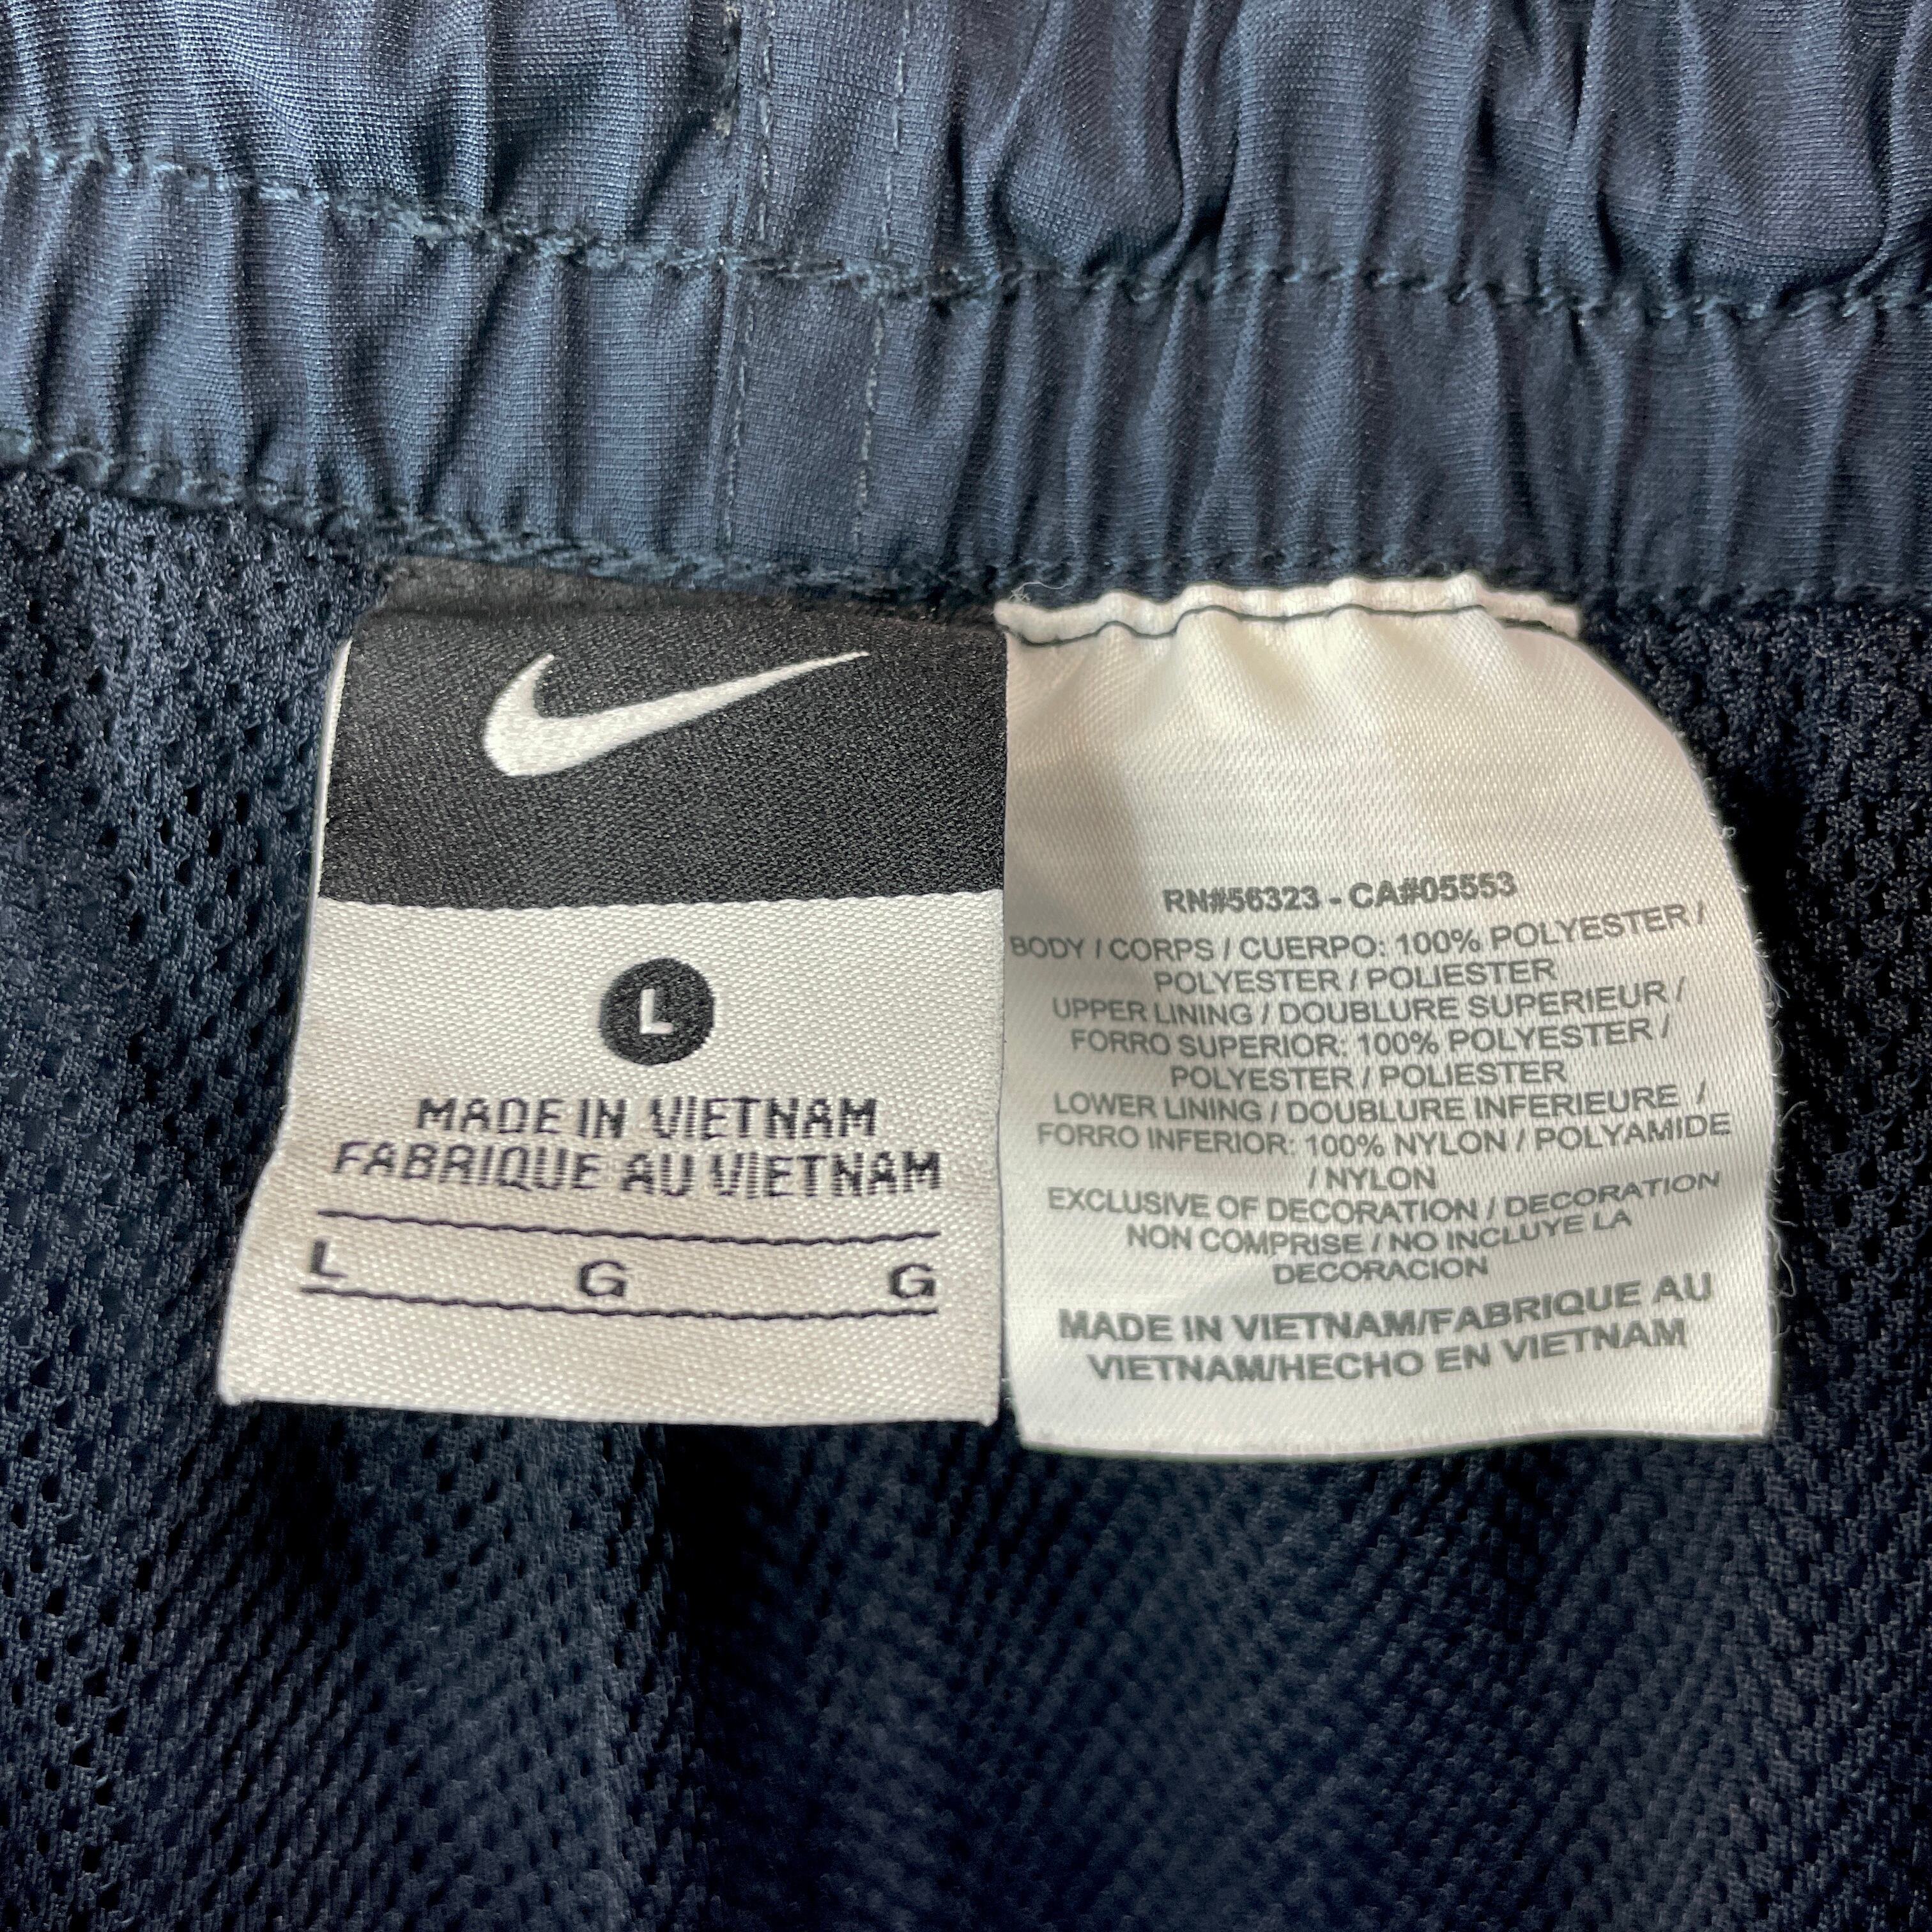 L
MADE IN VIETNAM
FABRIQUE AU VIETNAM
L G G
RN#56323 - CA#05553
BODY / CORPS / CUERPO: 100% POLYESTER /
POLYESTER / POLIESTER
UPPER LINING / DOUBLURE SUPERIEUR /
FORRO SUPERIOR: 100% POLYESTER /
POLYESTER / POLIESTER
LOWER LINING / DOUBLURE INFERIEURE /
FORRO INFERIOR: 100% NYLON / POLYAMIDE
/ NYLON
EXCLUSIVE OF DECORATION / DECORATION
NON COMPRISE / NO INCLUYE LA
DECORACION
MADE IN VIETNAM/FABRIQUE AU
VIETNAM/HECHO EN VIETNAM